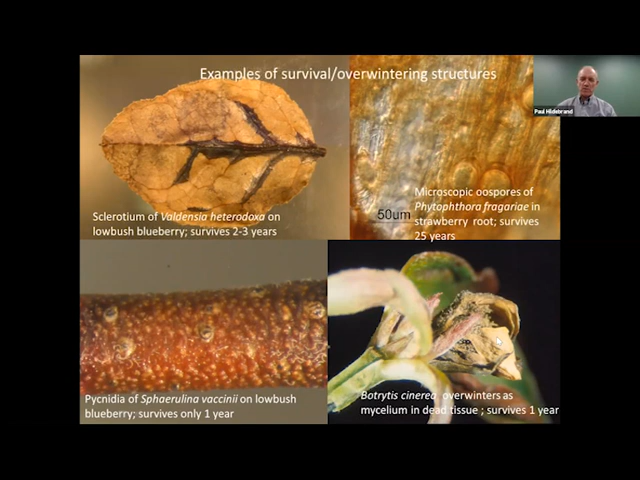 Examples of survival/overwintering structures
Paul Hildebrand
Sclerotium of Valdensia heterodoxa on
lowbush blueberry; survives 2-3 years
50um
Microscopic oospores of
Phytophthora fragariae in
strawberry root; survives
25 years
Pycnidia of Sphaerulina vaccinii on lowbush
blueberry; survives only 1 year
Botrytis cinerea overwinters as
mycelium in dead tissue ; survives 1 year